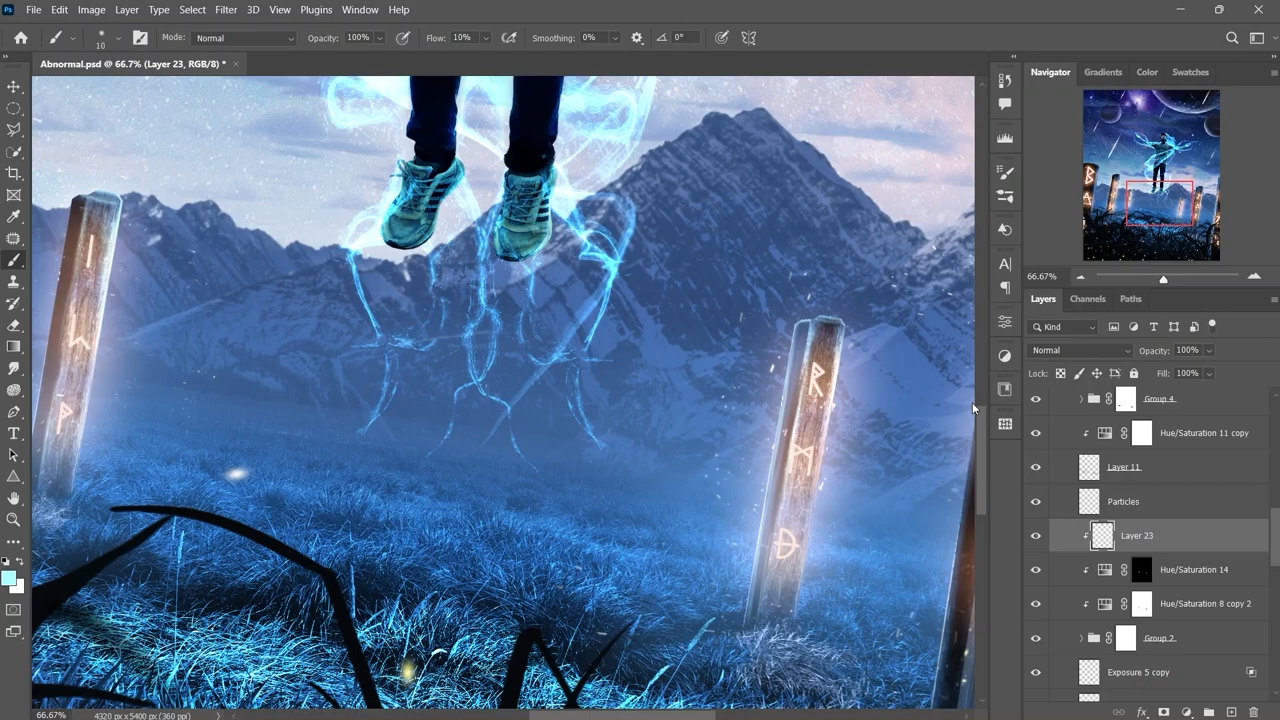 Ps File Edit Image Layer Type Select Filter 3D View Plugins Window Help
10 Mode: Normal Opacity: 100% Flow: 10% Smoothing: 0% 0°
Abnormal.psd @ 66.7% (Layer 23, RGB/8) * ×
Navigator Gradients Color Swatches
66.67%
Layers Channels Paths
Kind
Normal Opacity: 100%
Lock: Fill: 100%
Group 4
Hue/Saturation 11 copy
Layer 11
Particles
Layer 23
Hue/Saturation 14
Hue/Saturation 8 copy 2
Group 2
Exposure 5 copy
fx
66.67% 4320 px x 5400 px (360 ppi)